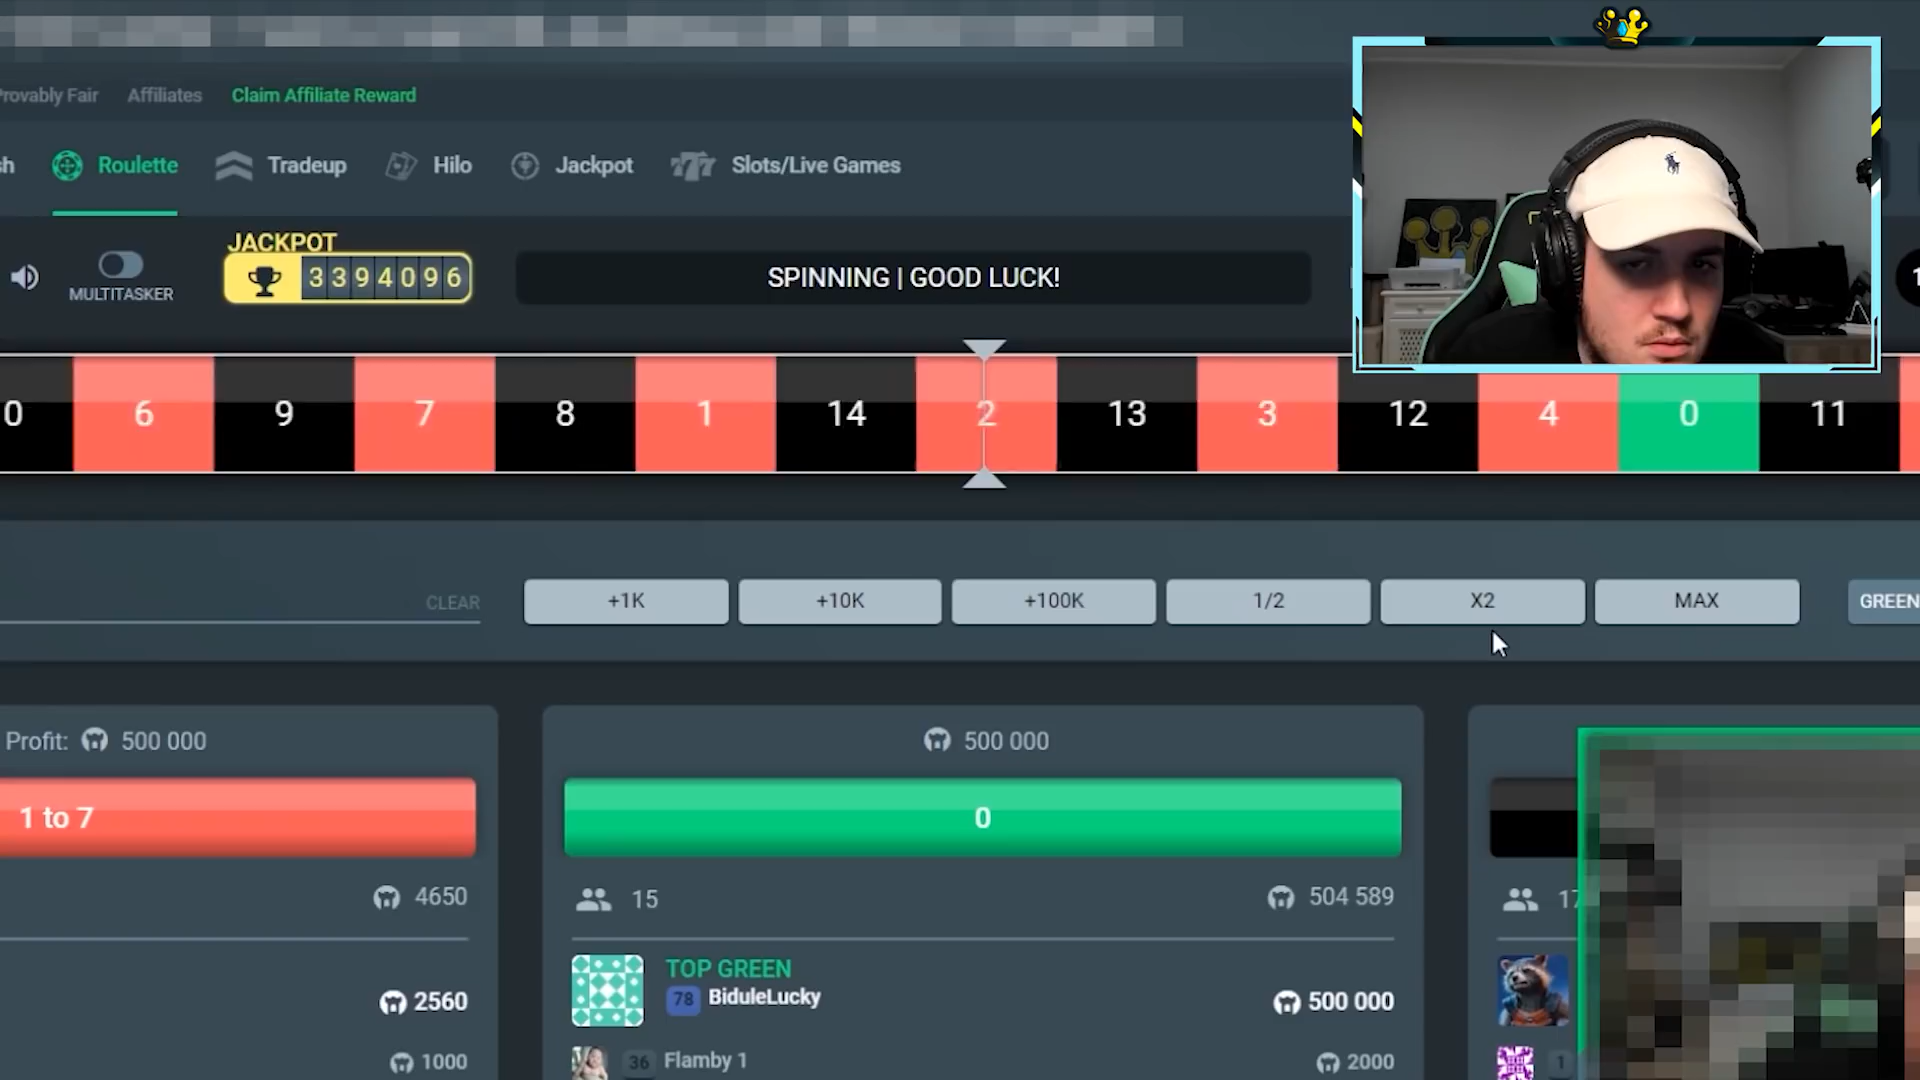 Provably Fair Affiliates Claim Affiliate Reward
Roulette Tradeup Hilo Jackpot 777 Slots/Live Games
MULTITASKER
JACKPOT
3394096
SPINNING | GOOD LUCK!
0 6 9 7 8 1 14 2 13 3 12 4 0 11
CLEAR +1K +10K +100K 1/2 X2 MAX GREEN
Profit: 500 000
500 000
1 to 7
0
4650
15 504 589
17
2560
TOP GREEN
78 BiduleLucky 500 000
1000
36 Flamby 1 2000
1